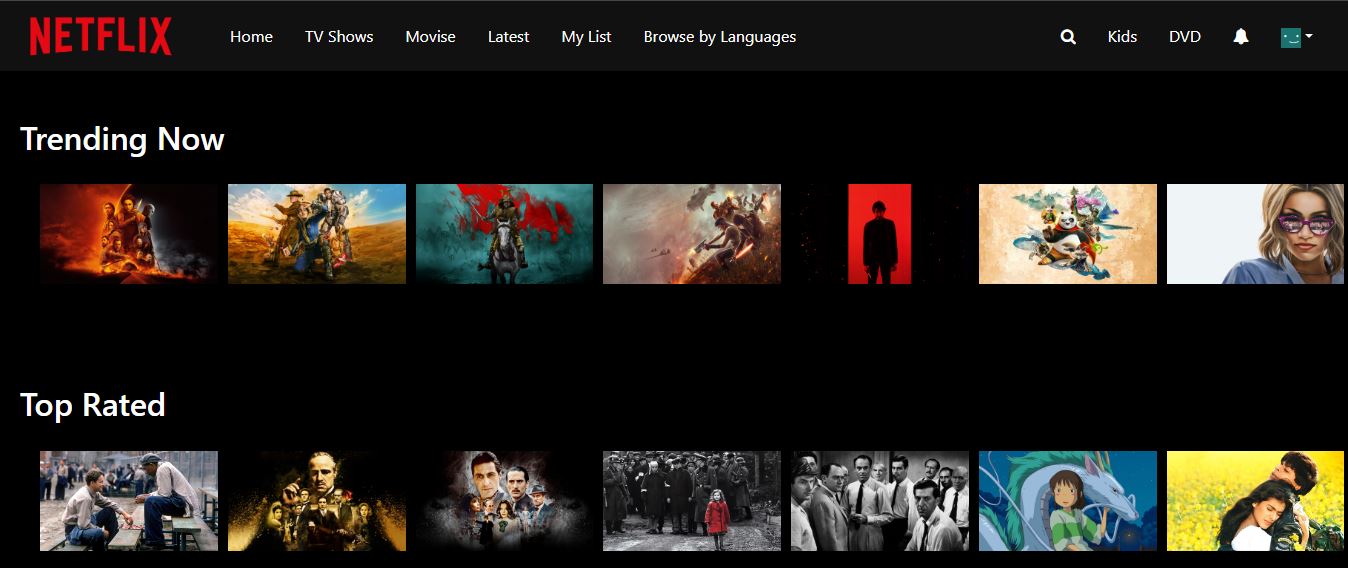 NETFLIX Home TV Shows Movise Latest My List Browse by Languages Kids DVD
Trending Now
Top Rated